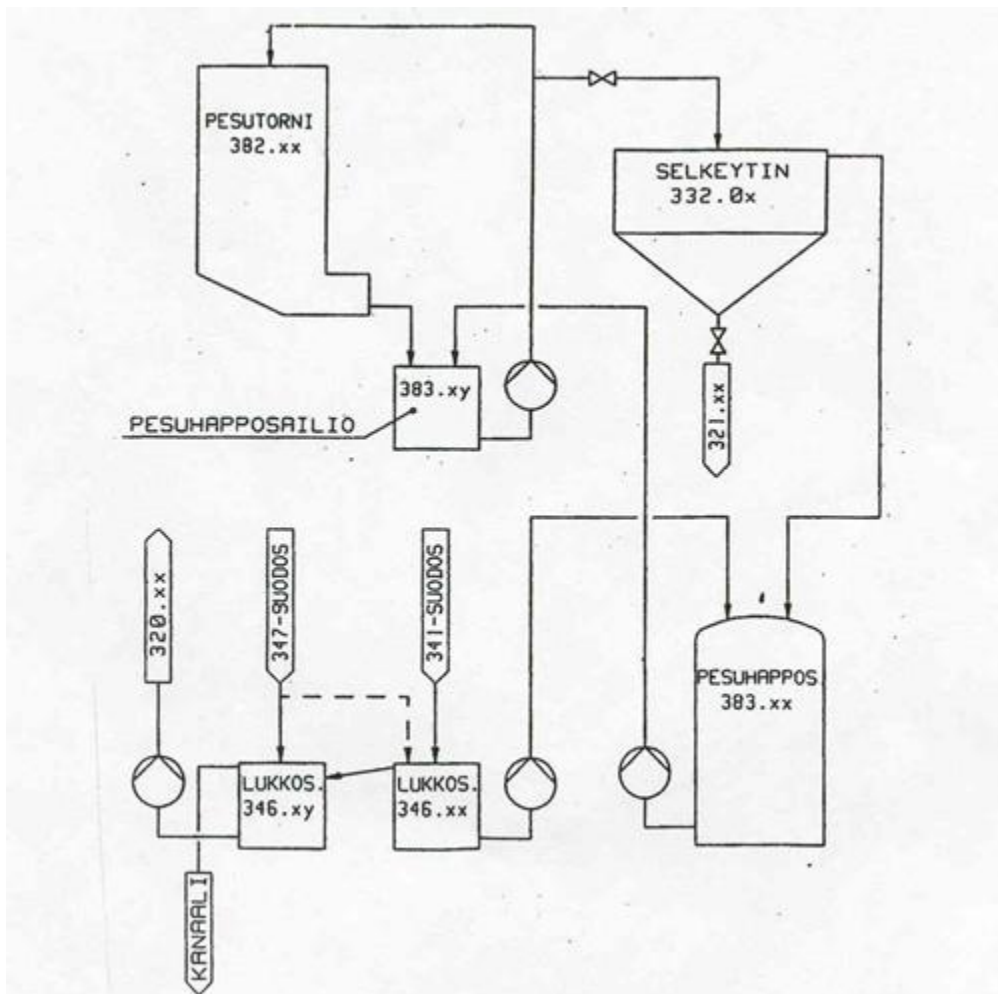 PESUTORNI
382.xx
SELKEYTIN
332.0x
383.xy
PESUHAPPOSAILIÖ
321.xx
320.xx
347-SUODOS
341-SUODOS
PESUHAPPOS.
383.xx
LUKKOS.
346.xy
LUKKOS.
346.xx
KANAALI